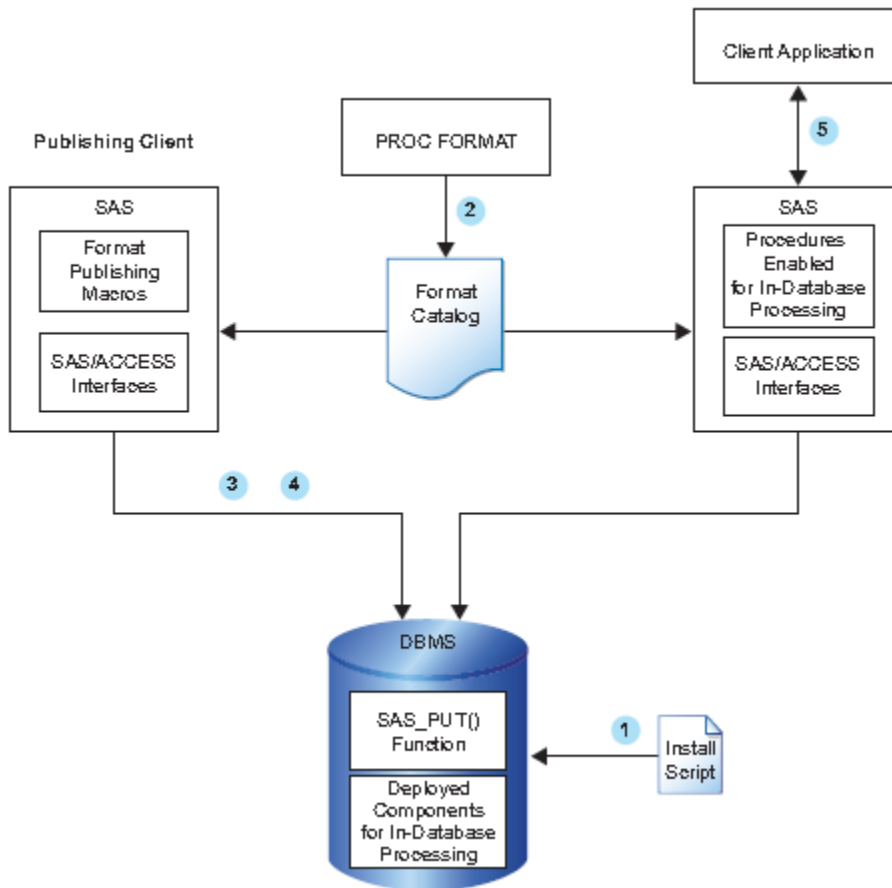 Client Application
Publishing Client
PROC FORMAT
5
SAS
2
SAS
Format
Publishing
Macros
Format
Catalog
Procedures
Enabled
for In-Database
Processing
SAS/ACCESS
Interfaces
SAS/ACCESS
Interfaces
3 4
DBMS
SAS_PUT()
Function
1
Install
Script
Deployed
Components
for In-Database
Processing